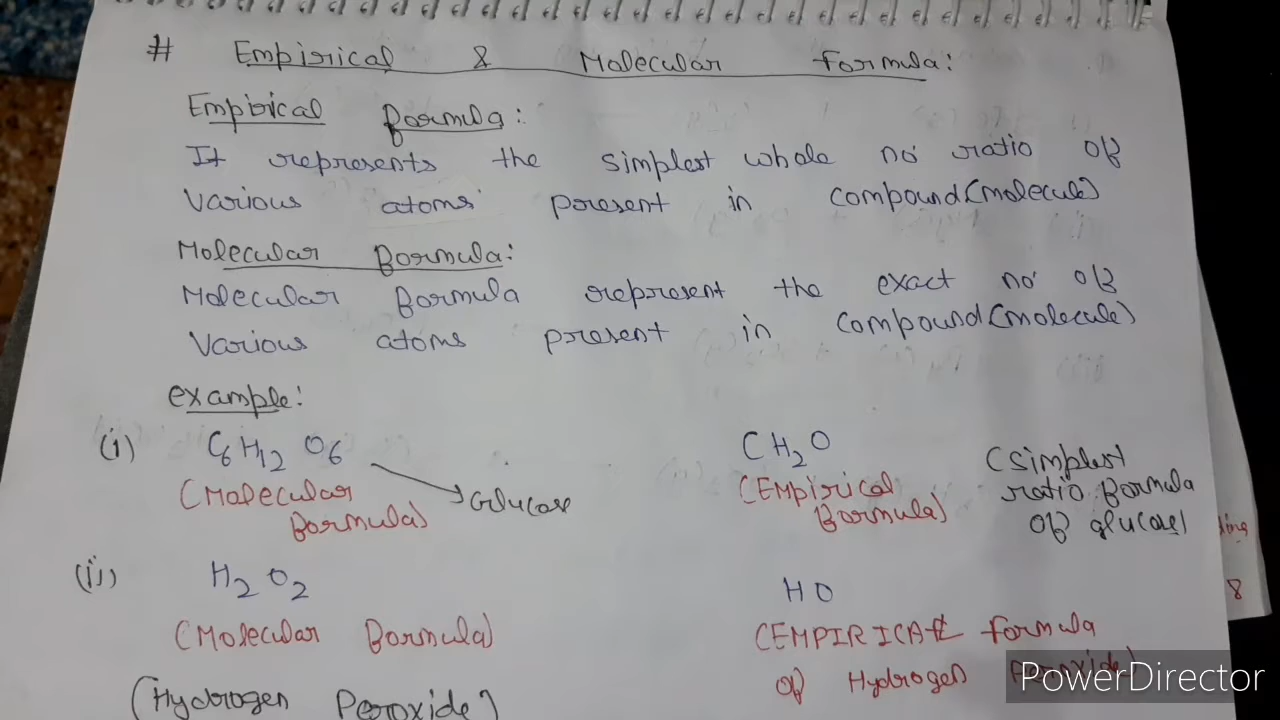 # Empirical & Molecular formula:
Empirical formula:
It represents the simplest whole no ratio of
various atoms present in compound (molecule)
Molecular formula:
Molecular formula represent the exact no of
various atoms present in compound (molecule)
example:
(i) C6H12O6 CH2O (simplest
(Molecular → Glucose (Empirical ratio formula
formula) formula) of glucose)
(ii) H2O2 HO
(Molecular formula) (EMPIRICAL formula
(Hydrogen Peroxide) of Hydrogen Peroxide)
8
PowerDirector